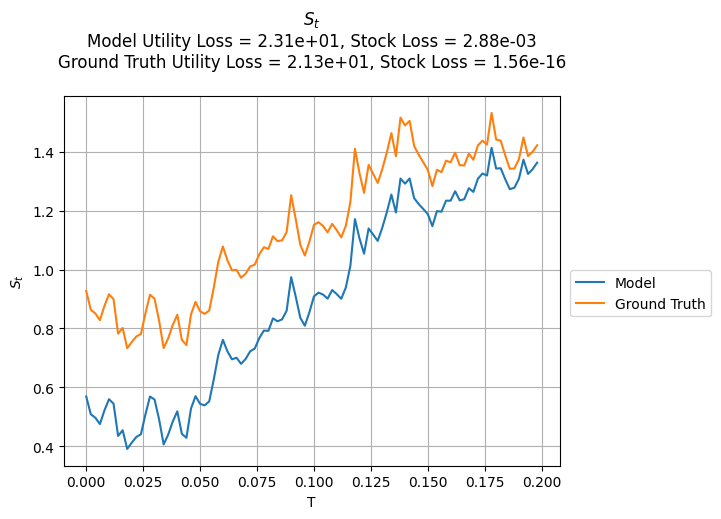 S_t
Model Utility Loss = 2.31e+01, Stock Loss = 2.88e-03
Ground Truth Utility Loss = 2.13e+01, Stock Loss = 1.56e-16
1.4
1.2
1.0
0.8
0.6
0.4
S_t
0.000 0.025 0.050 0.075 0.100 0.125 0.150 0.175 0.200
T
Model
Ground Truth